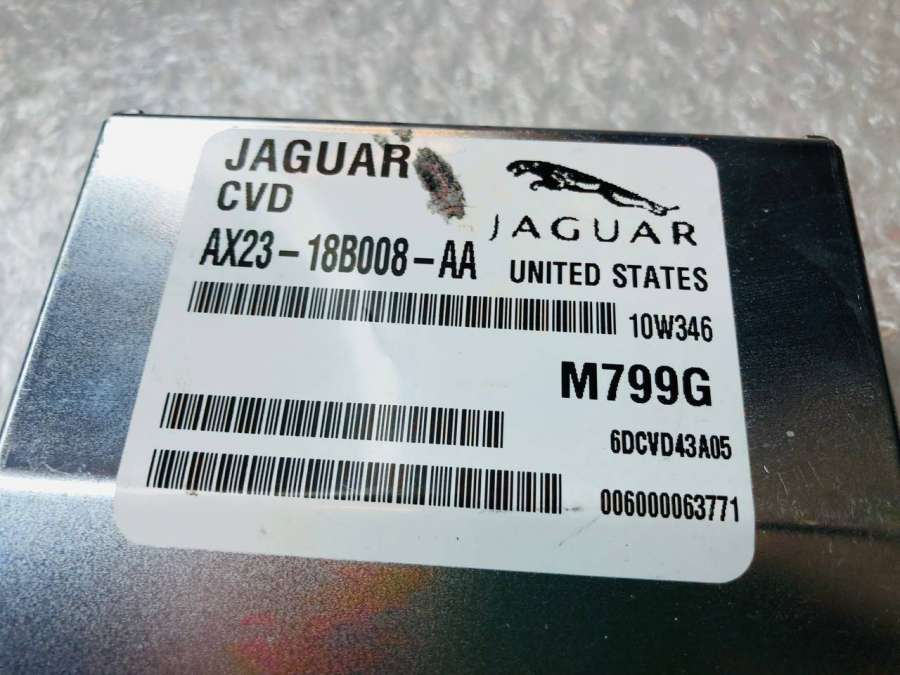 JAGUAR
CVD
JAGUAR
AX23-18B008-AA
UNITED STATES
10W346
M799G
6DCVD43A05
006000063771